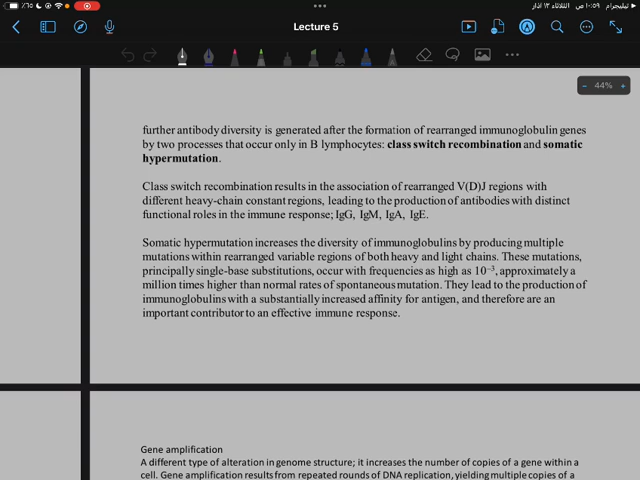 ٪٦٥ ١٠:٥٩ ص الثلاثاء ١٢ آذار تيليجرام
Lecture 5
− 44% +
further antibody diversity is generated after the formation of rearranged immunoglobulin genes
by two processes that occur only in B lymphocytes: class switch recombination and somatic
hypermutation.
Class switch recombination results in the association of rearranged V(D)J regions with
different heavy-chain constant regions, leading to the production of antibodies with distinct
functional roles in the immune response; IgG, IgM, IgA, IgE.
Somatic hypermutation increases the diversity of immunoglobulins by producing multiple
mutations within rearranged variable regions of both heavy and light chains. These mutations,
principally single-base substitutions, occur with frequencies as high as 10⁻³, approximately a
million times higher than normal rates of spontaneous mutation. They lead to the production of
immunoglobulins with a substantially increased affinity for antigen, and therefore are an
important contributor to an effective immune response.
Gene amplification
A different type of alteration in genome structure; it increases the number of copies of a gene within a
cell. Gene amplification results from repeated rounds of DNA replication, yielding multiple copies of a